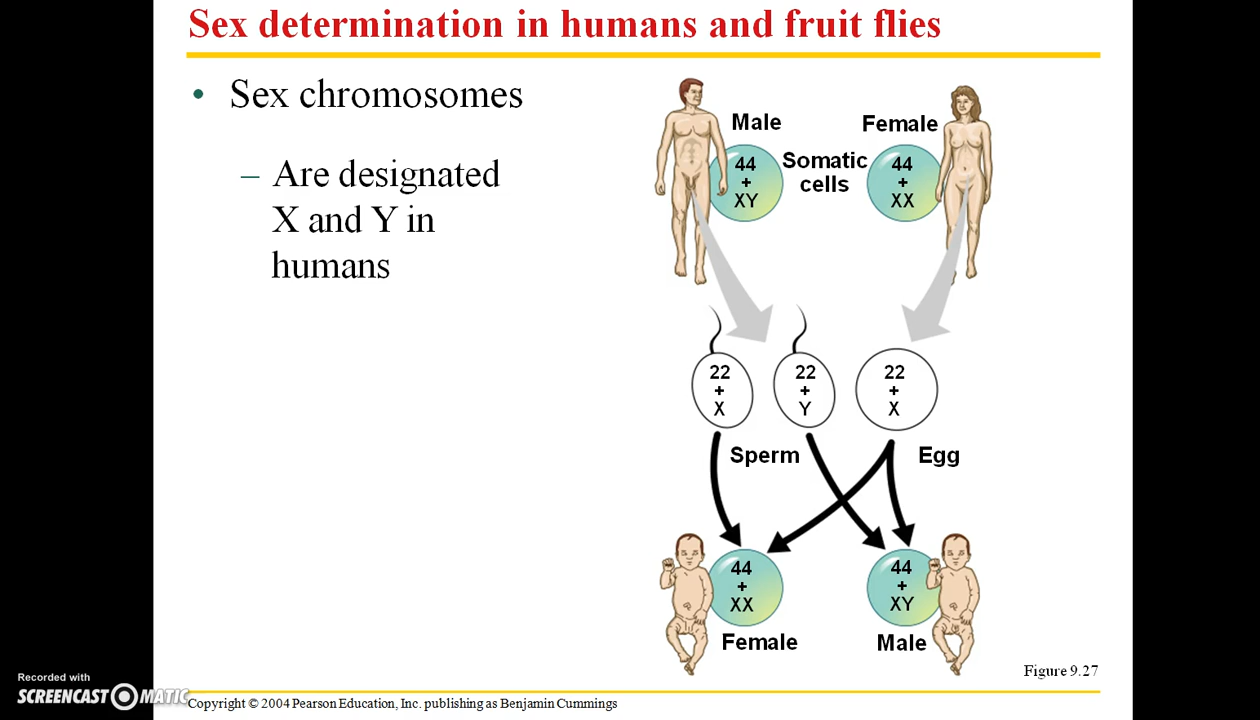 Sex determination in humans and fruit flies
• Sex chromosomes
– Are designated
X and Y in
humans
Male
Female
44
+
XY
Somatic
cells
44
+
XX
22
+
X
22
+
Y
22
+
X
Sperm
Egg
44
+
XX
44
+
XY
Female
Male
Figure 9.27
Recorded with
SCREENCAST MATIC
Copyright © 2004 Pearson Education, Inc. publishing as Benjamin Cummings